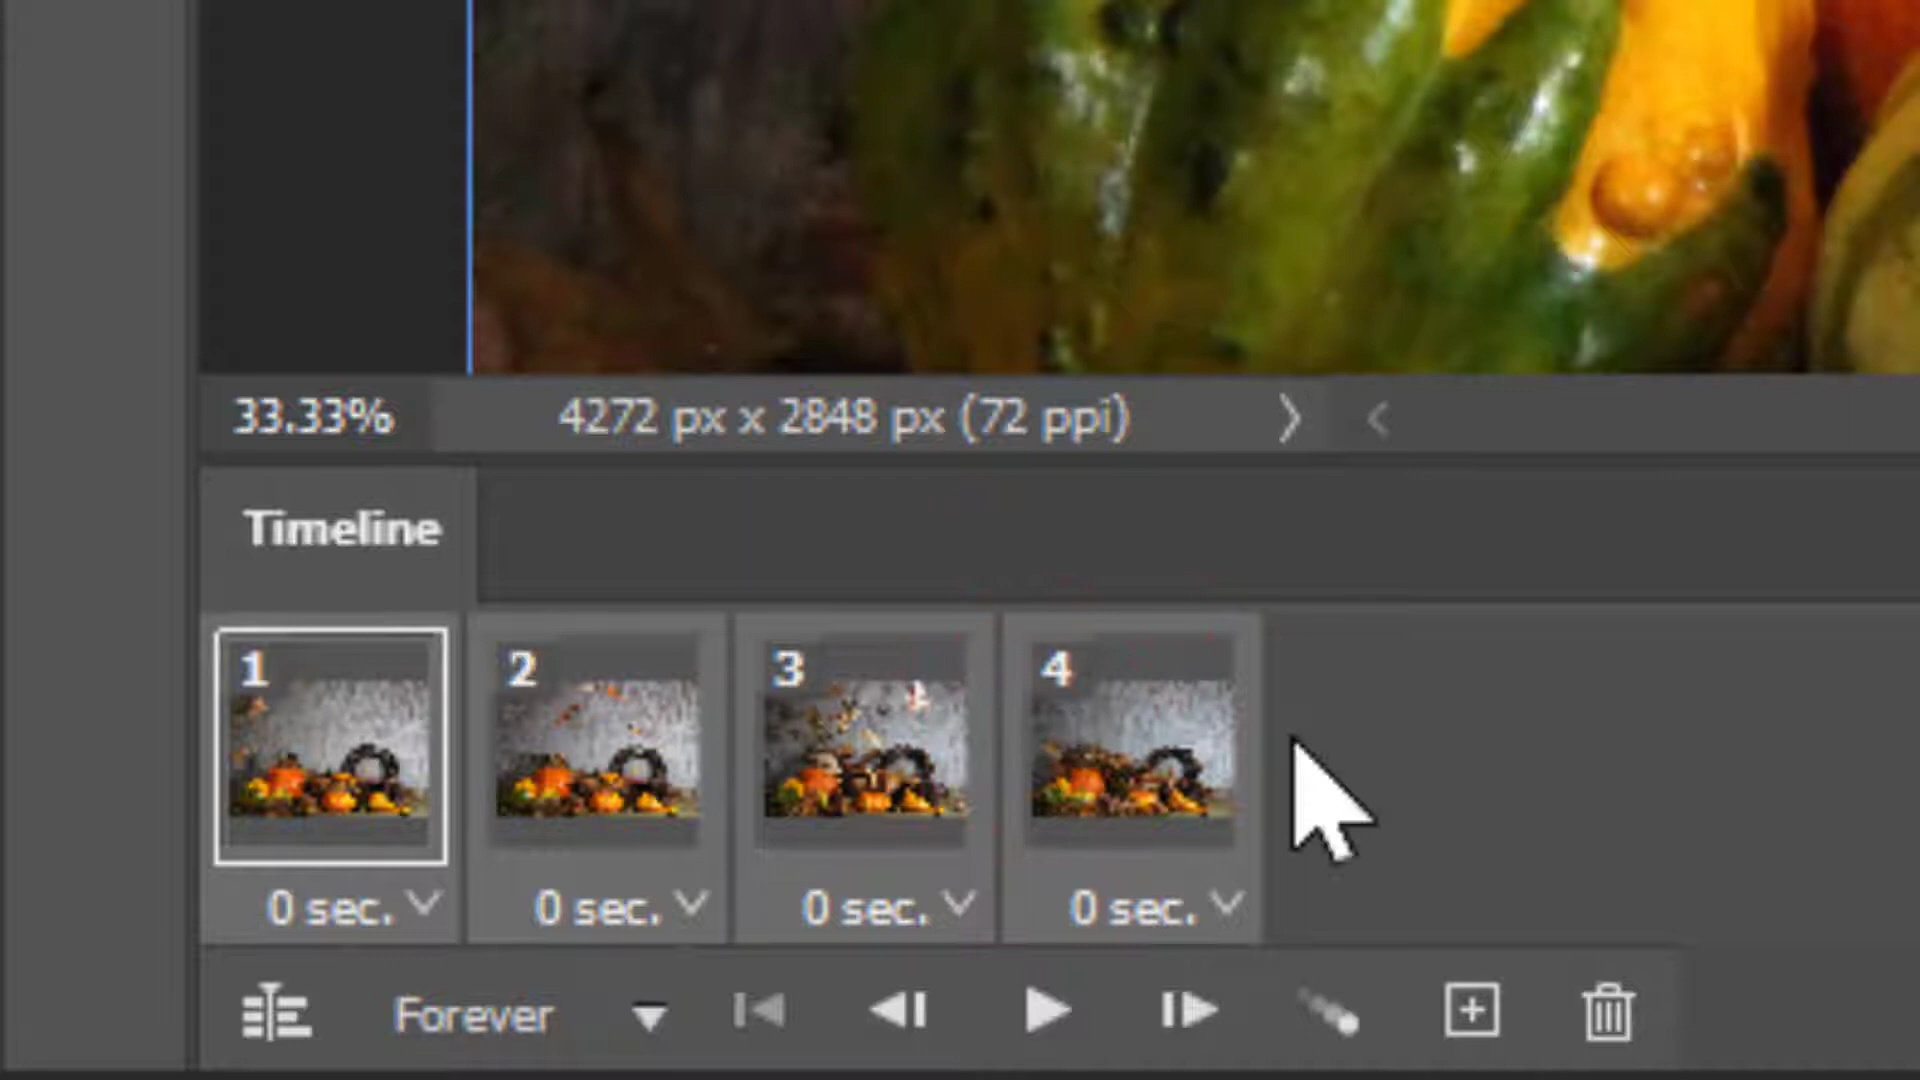 33.33% 4272 px x 2848 px (72 ppi)
Timeline
1 2 3 4
0 sec. 0 sec. 0 sec. 0 sec.
Forever